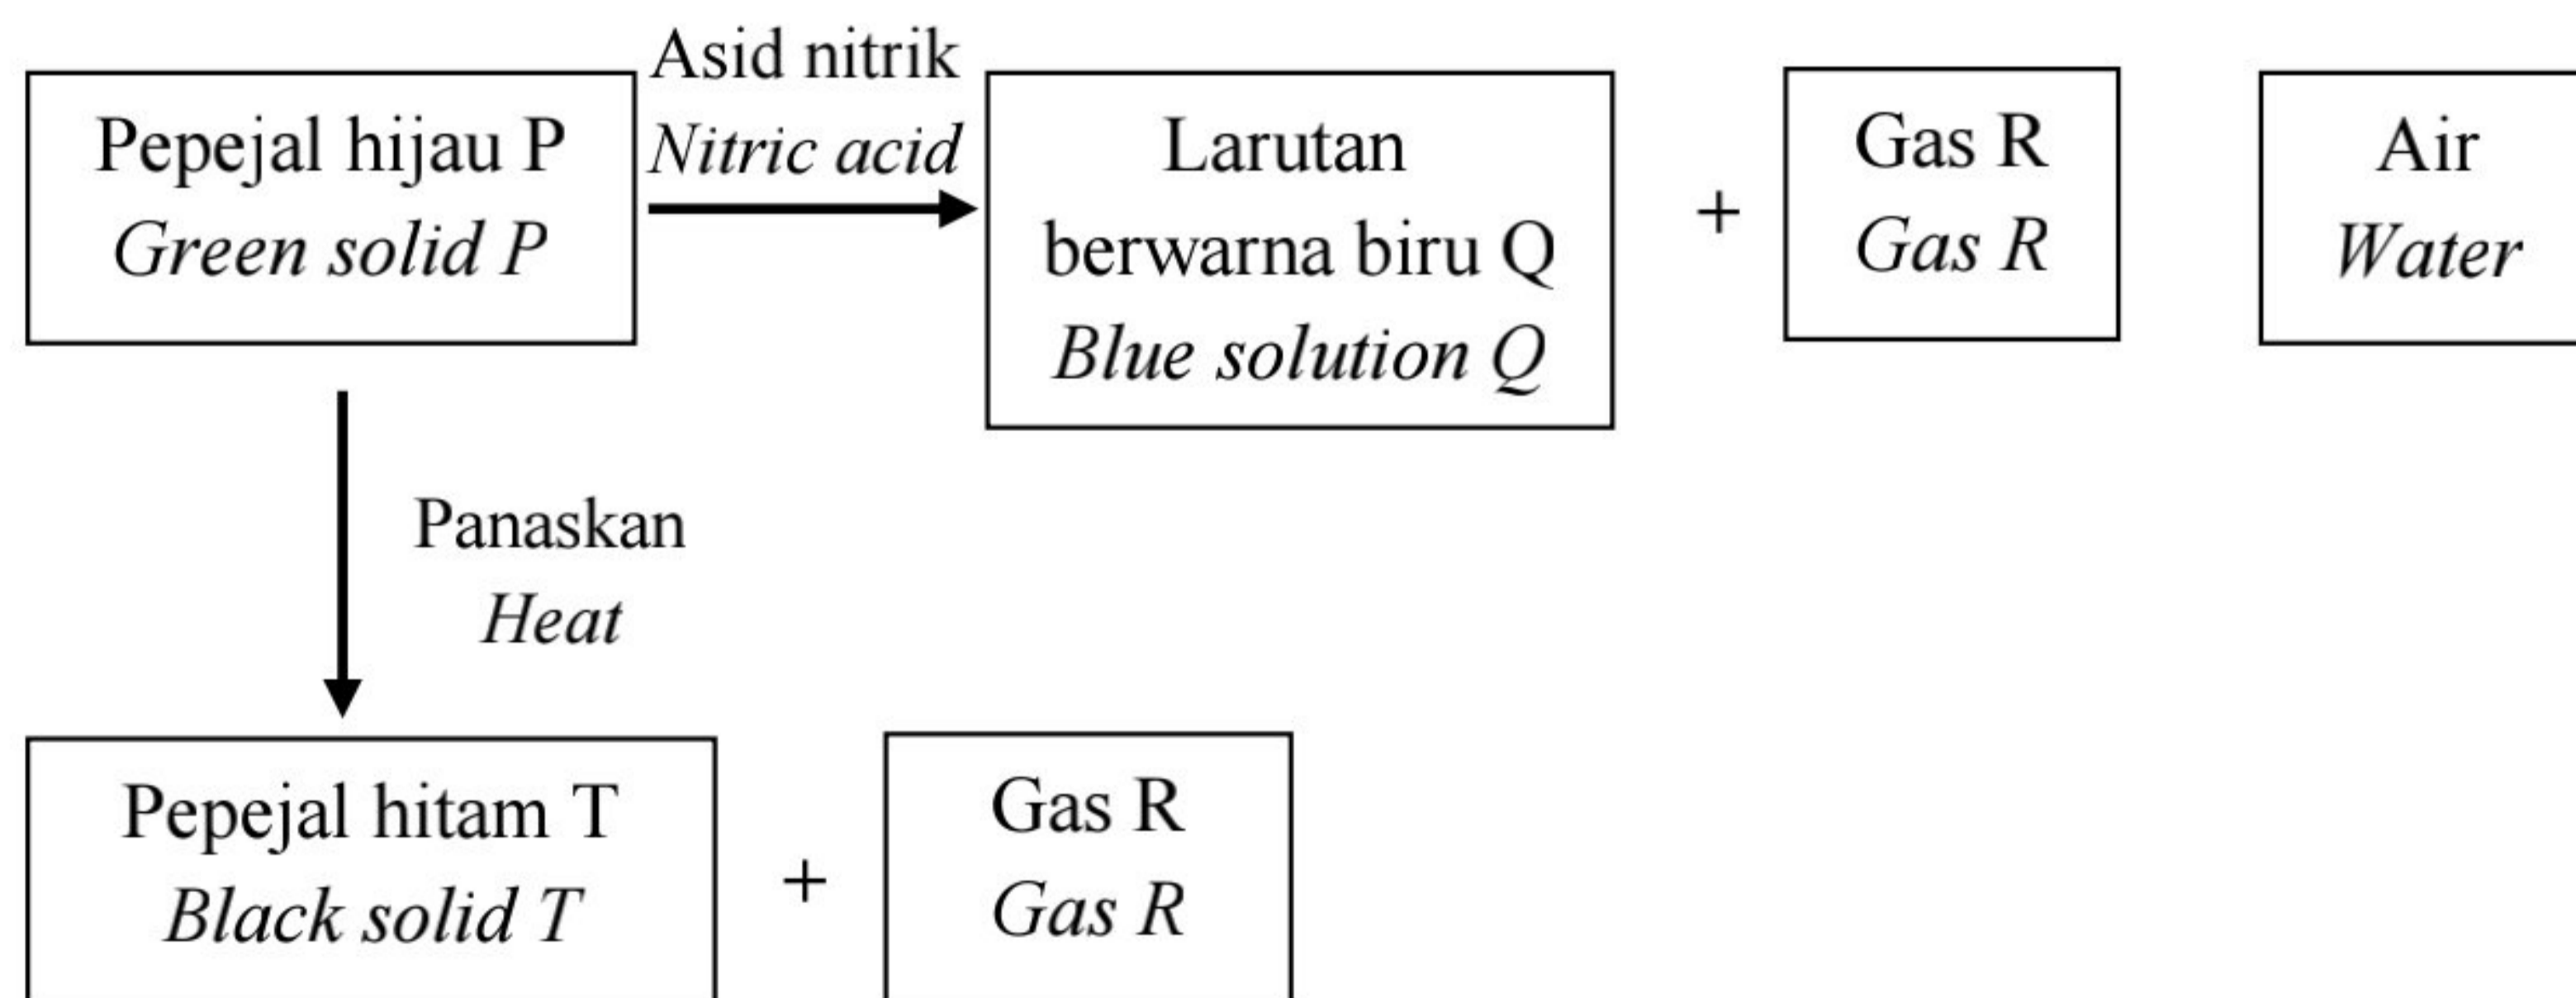 Pepejal hijau P
Green solid P
Asid nitrik
Nitric acid
Larutan
berwarna biru Q
Blue solution Q
+
Gas R
Gas R
Air
Water
Panaskan
Heat
Pepejal hitam T
Black solid T
+
Gas R
Gas R